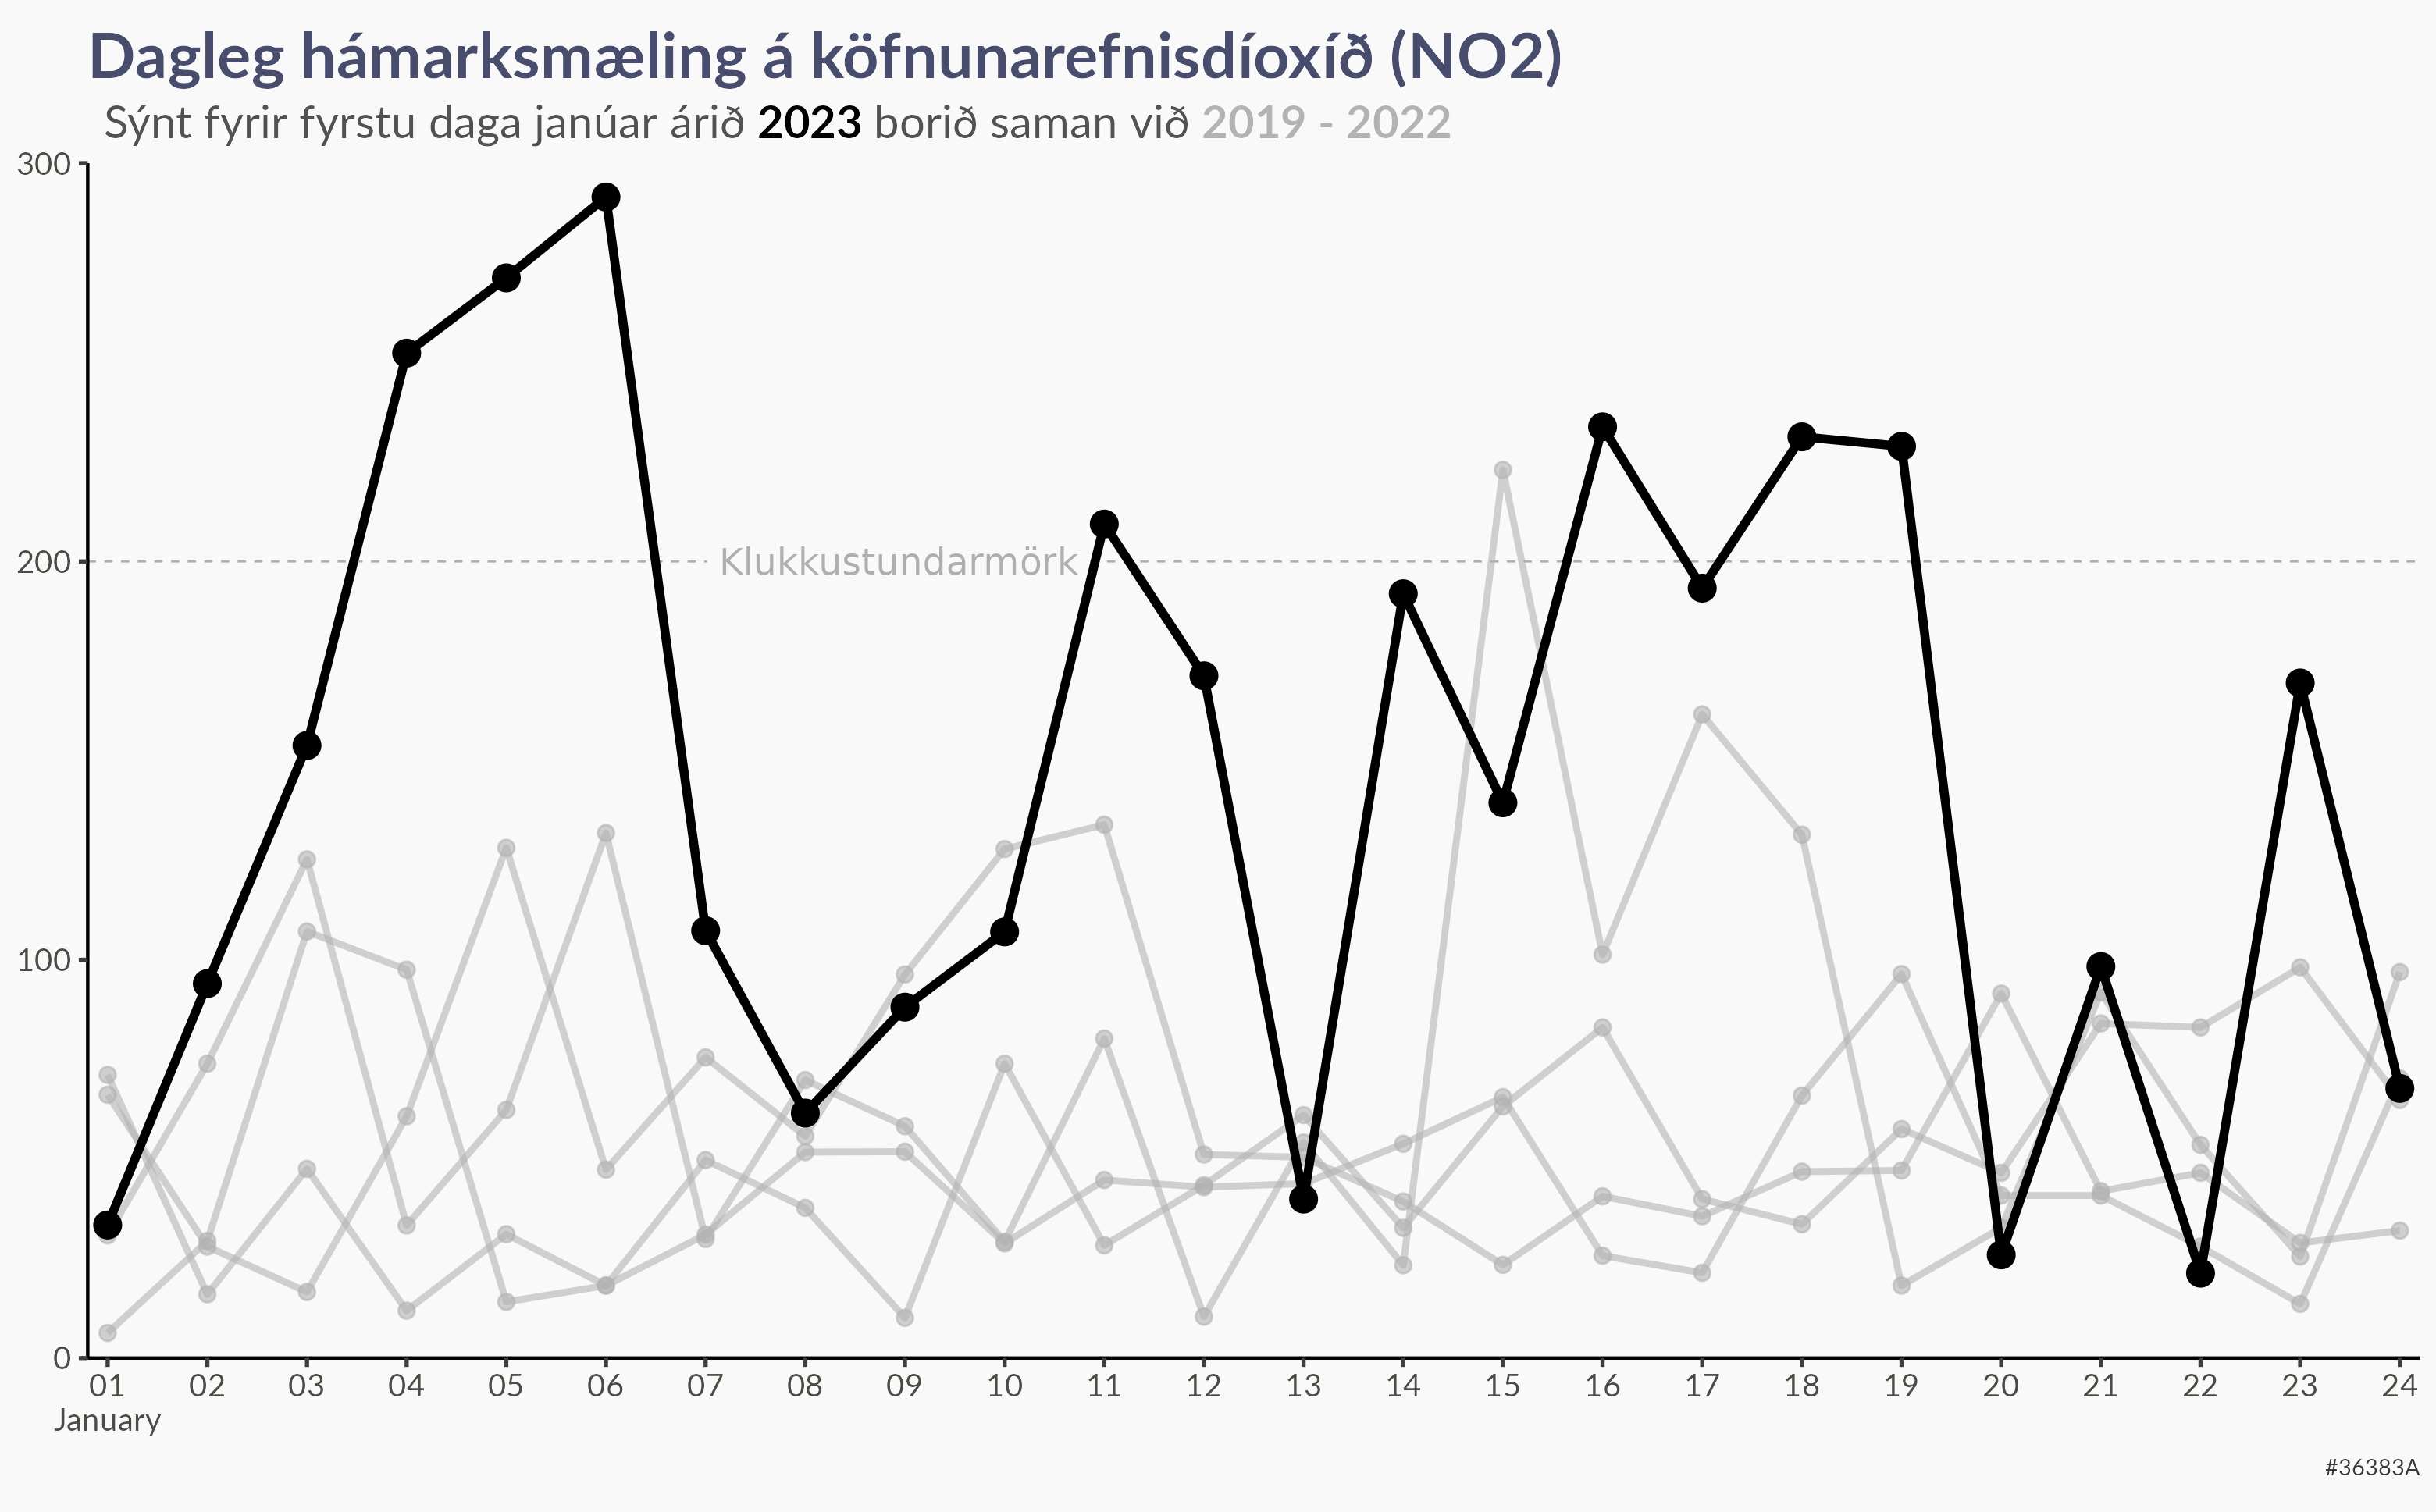 Dagleg hámarksmæling á köfnunarefnisdíoxíð (NO2)
Sýnt fyrir fyrstu daga janúar árið 2023 borið saman við 2019 - 2022
300
200
Klukkustundarmörk
100
0
01 02 03 04 05 06 07 08 09 10 11 12 13 14 15 16 17 18 19 20 21 22 23 24
January
#36383A